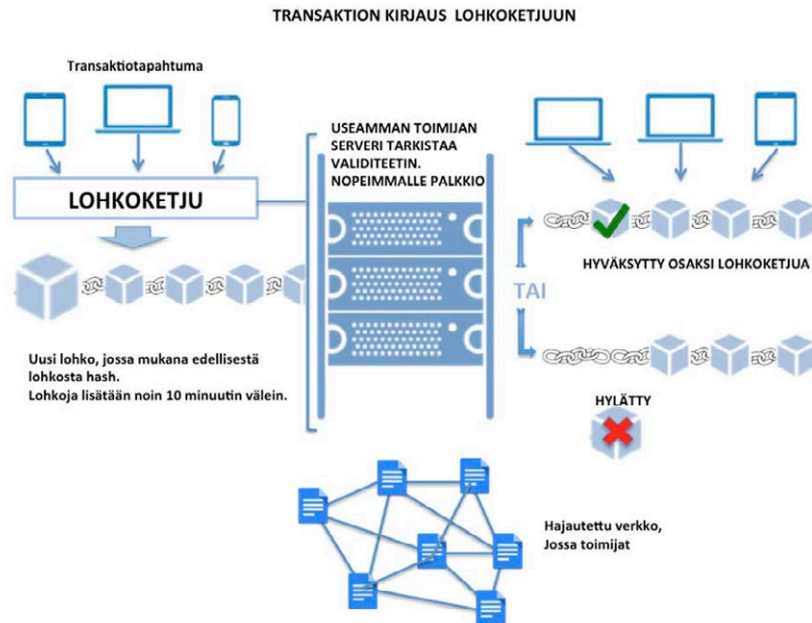 TRANSAKTION KIRJAUS LOHKOKETJUUN
Transaktiotapahtuma
LOHKOKETJU
Uusi lohko, jossa mukana edellisestä
lohkosta hash.
Lohkoja lisätään noin 10 minuutin välein.
USEAMMAN TOIMIJAN
SERVERI TARKISTAA
VALIDITEETIN.
NOPEIMMALLE PALKKIO
TAI
HYVÄKSYTTY OSAKSI LOHKOKETJUA
HYLÄTTY
Hajautettu verkko,
Jossa toimijat